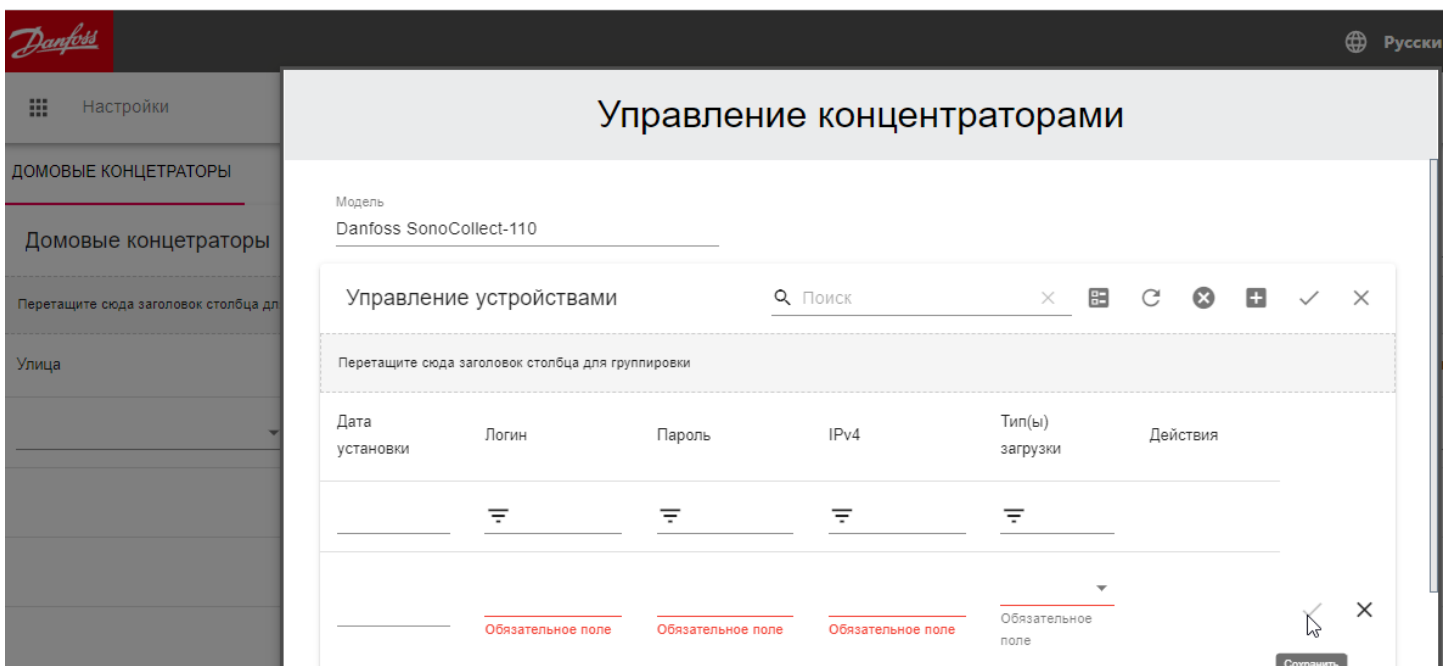 Danfoss
Русски
Настройки
Управление концентраторами
ДОМОВЫЕ КОНЦЕТРАТОРЫ
Модель
Danfoss SonoCollect-110
Домовые концетраторы
Управление устройствами
Поиск
Перетащите сюда заголовок столбца дл
Перетащите сюда заголовок столбца для группировки
Улица
Дата
установки
Логин
Пароль
IPv4
Тип(ы)
загрузки
Действия
Обязательное поле
Обязательное поле
Обязательное поле
Обязательное
поле
Сохранить